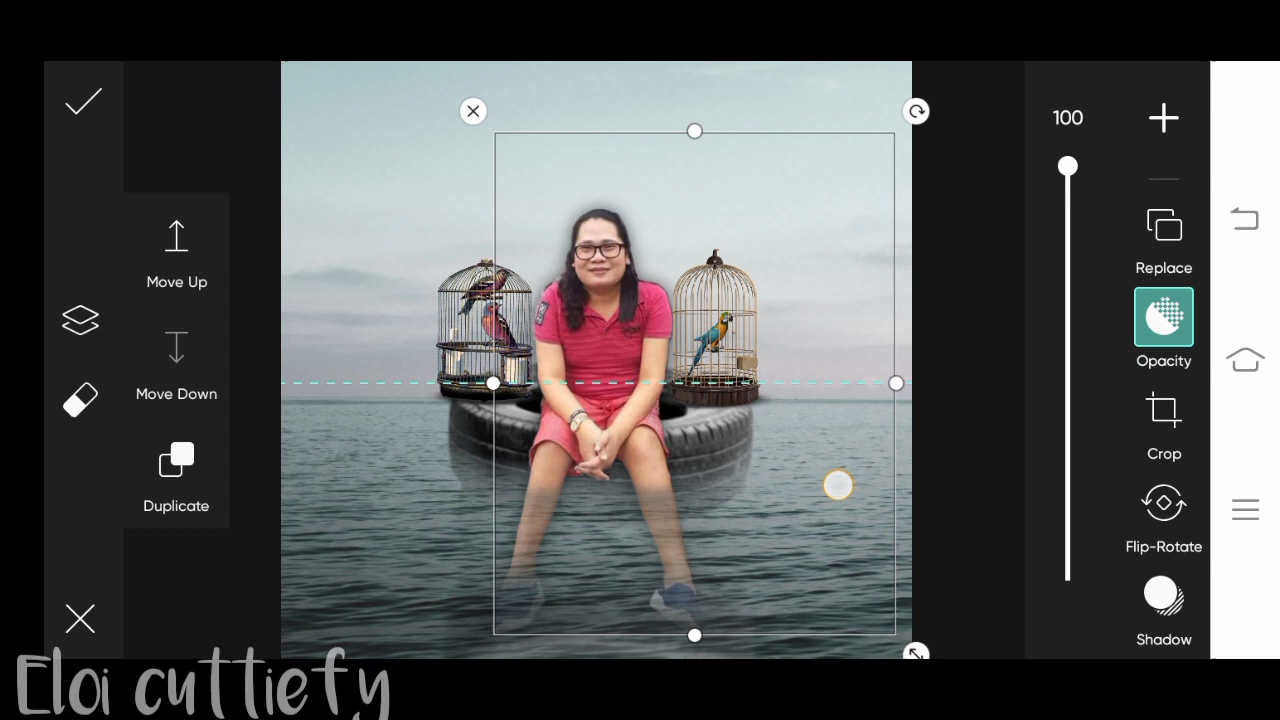 100
Move Up
Move Down
Duplicate
Replace
Opacity
Crop
Flip-Rotate
Shadow
Eloi cuttiefy